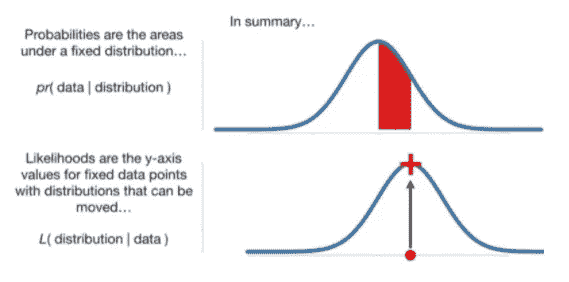 In summary...
Probabilities are the areas
under a fixed distribution...
pr( data | distribution )
Likelihoods are the y-axis
values for fixed data points
with distributions that can be
moved...
L( distribution | data )